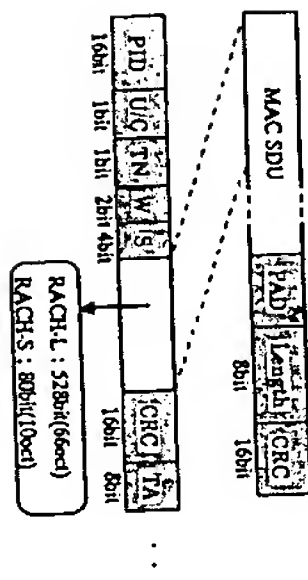 MAC SDU PAD Length CRC
8bit 16bit
PID U/C TN W S CRC TA
16bit 1bit 1bit 2bit 4bit 16bit 8bit
RACH-L : 528bit(66oct)
RACH-S : 80bit(10oct)